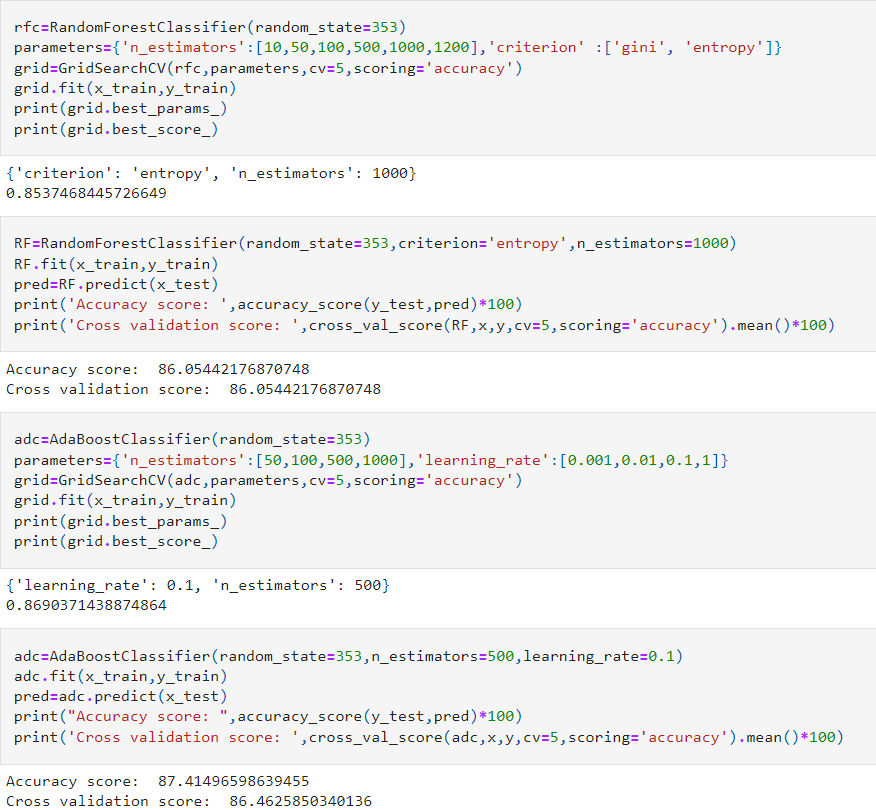 rfc=RandomForestClassifier(random_state=353)
parameters={'n_estimators':[10,50,100,500,1000,1200],'criterion' :['gini', 'entropy']}
grid=GridSearchCV(rfc,parameters,cv=5,scoring='accuracy')
grid.fit(x_train,y_train)
print(grid.best_params_)
print(grid.best_score_)
{'criterion': 'entropy', 'n_estimators': 1000}
0.8537468445726649
RF=RandomForestClassifier(random_state=353,criterion='entropy',n_estimators=1000)
RF.fit(x_train,y_train)
pred=RF.predict(x_test)
print('Accuracy score: ',accuracy_score(y_test,pred)*100)
print('Cross validation score: ',cross_val_score(RF,x,y,cv=5,scoring='accuracy').mean()*100)
Accuracy score:  86.05442176870748
Cross validation score:  86.05442176870748
adc=AdaBoostClassifier(random_state=353)
parameters={'n_estimators':[50,100,500,1000],'learning_rate':[0.001,0.01,0.1,1]}
grid=GridSearchCV(adc,parameters,cv=5,scoring='accuracy')
grid.fit(x_train,y_train)
print(grid.best_params_)
print(grid.best_score_)
{'learning_rate': 0.1, 'n_estimators': 500}
0.8690371438874864
adc=AdaBoostClassifier(random_state=353,n_estimators=500,learning_rate=0.1)
adc.fit(x_train,y_train)
pred=adc.predict(x_test)
print("Accuracy score: ",accuracy_score(y_test,pred)*100)
print('Cross validation score: ',cross_val_score(adc,x,y,cv=5,scoring='accuracy').mean()*100)
Accuracy score:  87.41496598639455
Cross validation score:  86.4625850340136